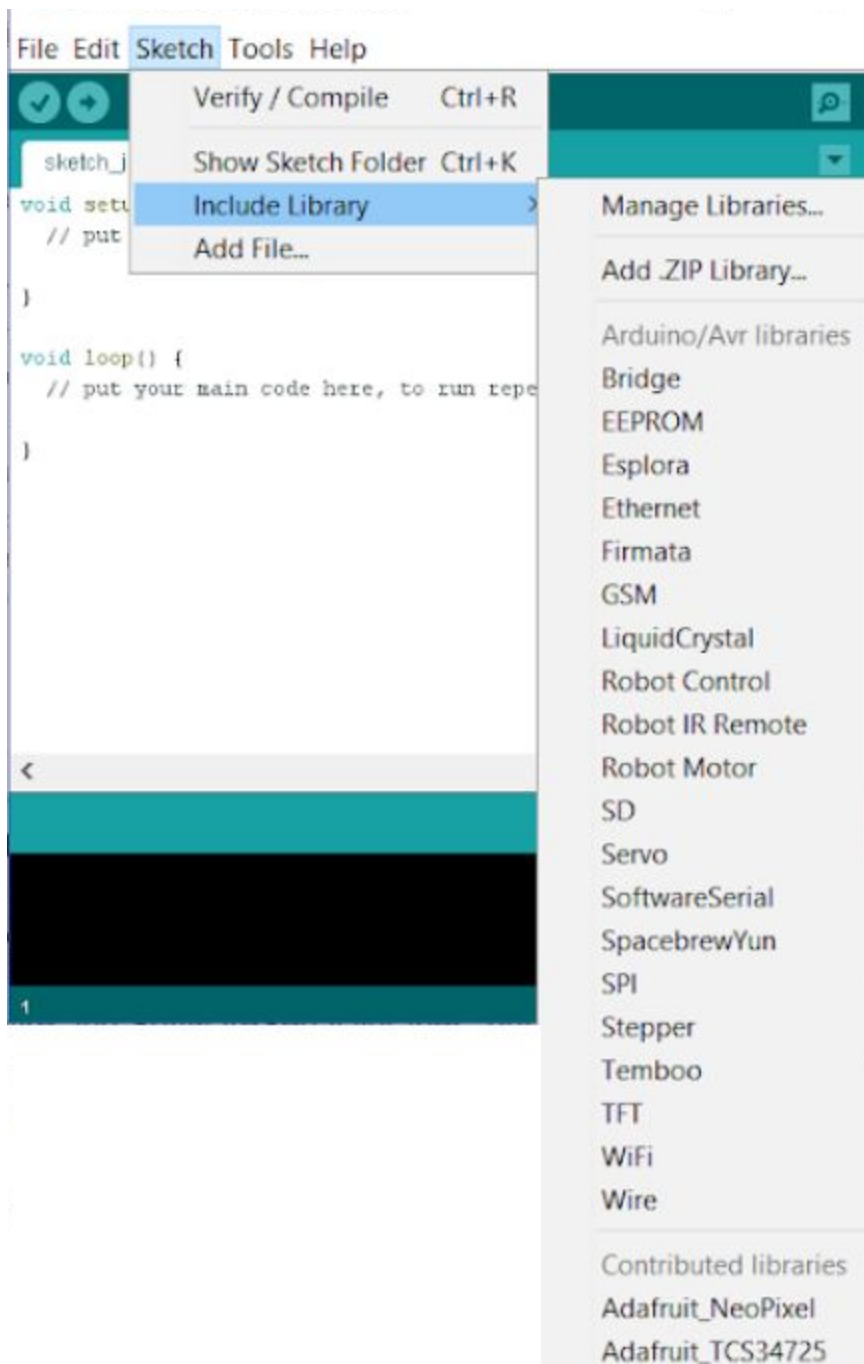 File Edit Sketch Tools Help
Verify / Compile Ctrl+R
sketch_j
Show Sketch Folder Ctrl+K
void setu
Include Library
// put
Add File...
}
void loop() {
// put your main code here, to run repe
}
1
Manage Libraries...
Add .ZIP Library...
Arduino/Avr libraries
Bridge
EEPROM
Esplora
Ethernet
Firmata
GSM
LiquidCrystal
Robot Control
Robot IR Remote
Robot Motor
SD
Servo
SoftwareSerial
SpacebrewYun
SPI
Stepper
Temboo
TFT
WiFi
Wire
Contributed libraries
Adafruit_NeoPixel
Adafruit_TCS34725